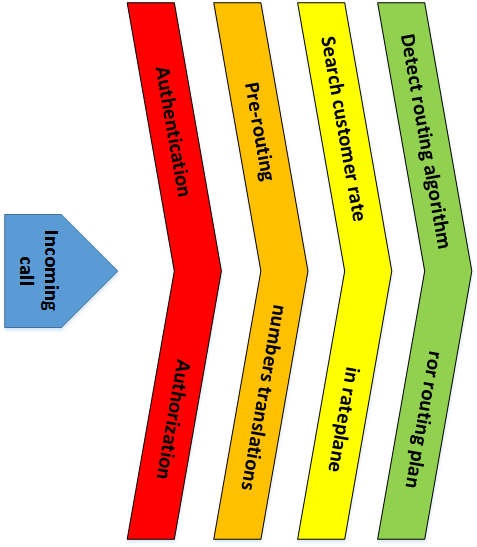 Incoming
call
Authentication
Authorization
Pre-routing
numbers translations
Search customer rate
in rateplane
Detect routing algorithm
ror routing plan